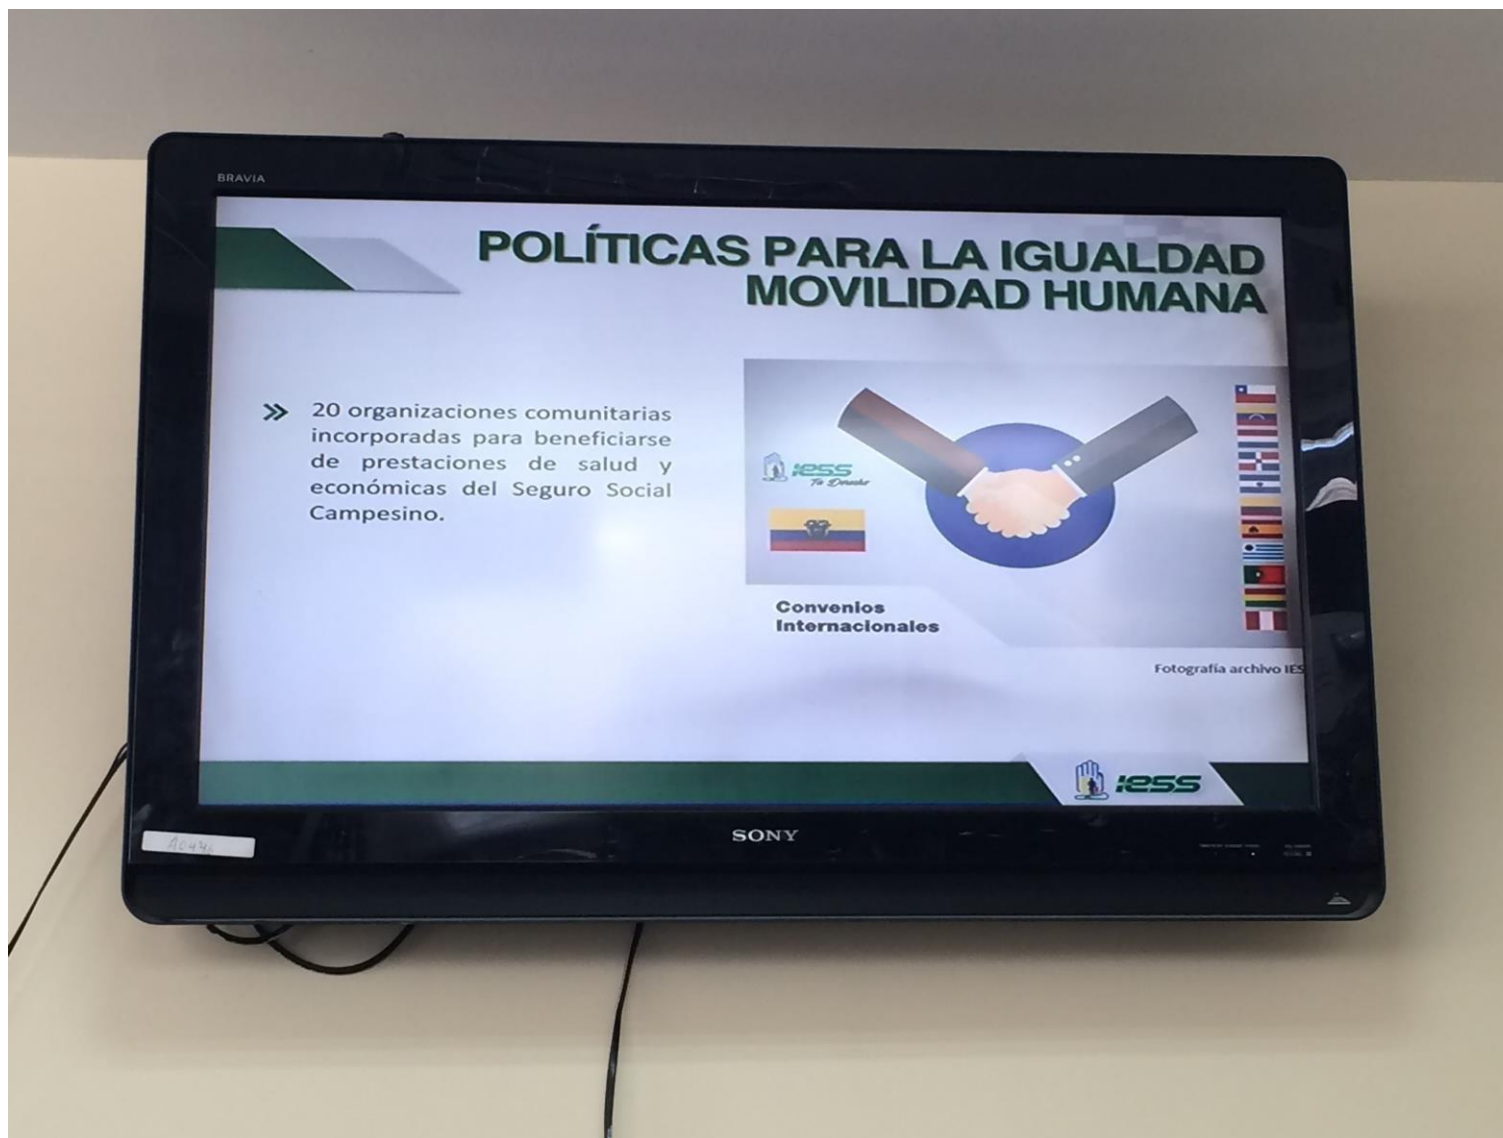 BRAVIA
POLÍTICAS PARA LA IGUALDAD
MOVILIDAD HUMANA
20 organizaciones comunitarias
incorporadas para beneficiarse
de prestaciones de salud y
económicas del Seguro Social
Campesino.
IESS
Tu Derecho
Convenios
Internacionales
Fotografía archivo IES
IESS
SONY